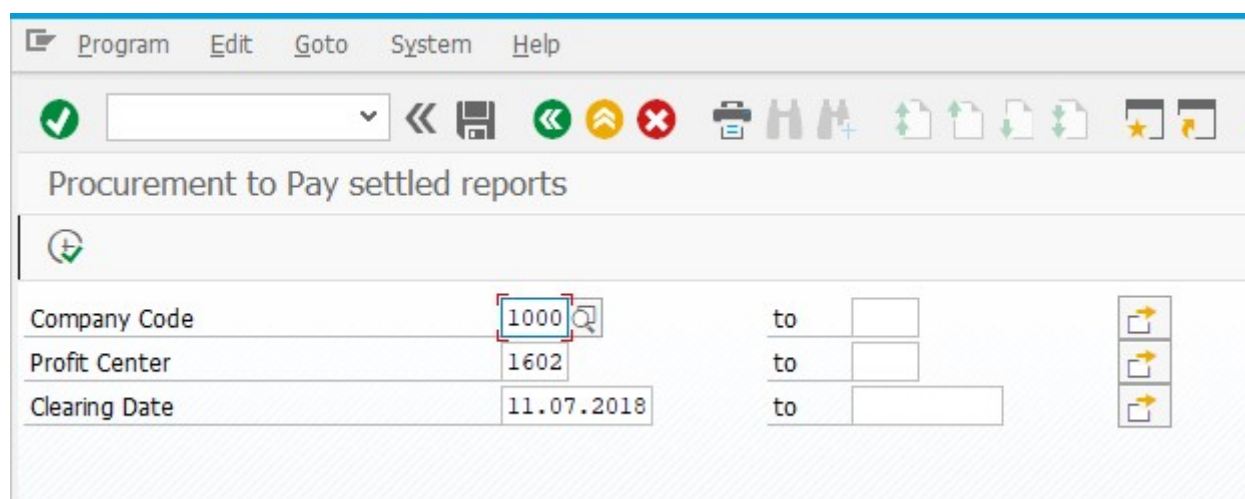 Program Edit Goto System Help
Procurement to Pay settled reports
Company Code 1000 to
Profit Center 1602 to
Clearing Date 11.07.2018 to